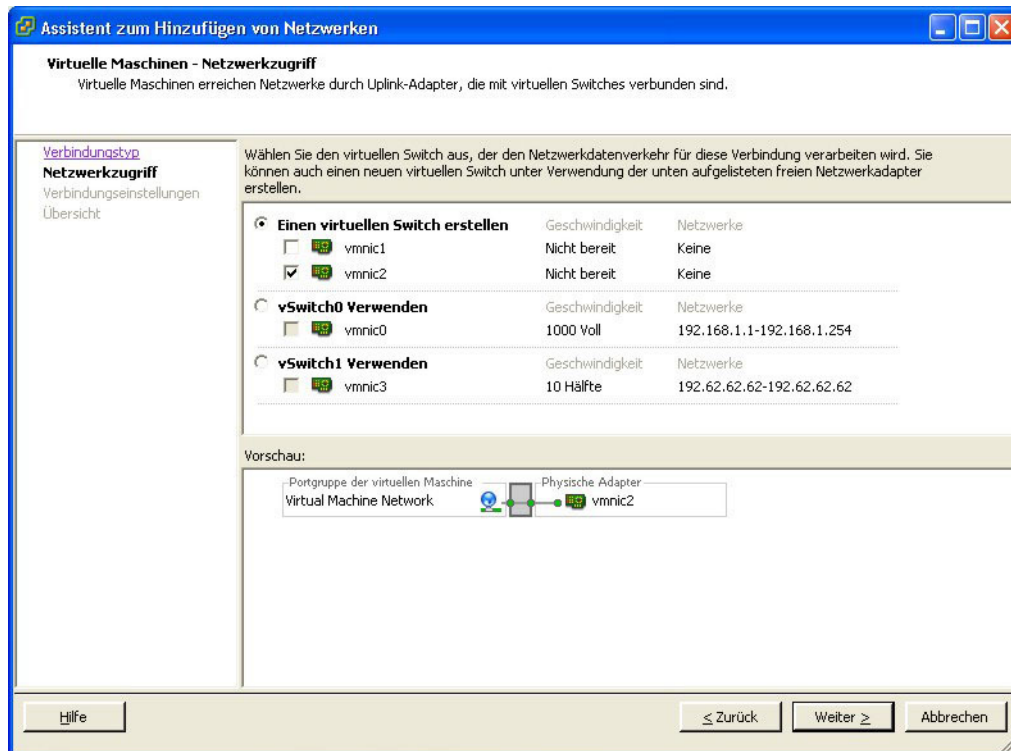 Assistent zum Hinzufügen von Netzwerken
Virtuelle Maschinen - Netzwerkzugriff
Virtuelle Maschinen erreichen Netzwerke durch Uplink-Adapter, die mit virtuellen Switches verbunden sind.
Verbindungstyp
Netzwerkzugriff
Verbindungseinstellungen
Übersicht
Wählen Sie den virtuellen Switch aus, der den Netzwerkdatenverkehr für diese Verbindung verarbeiten wird. Sie
können auch einen neuen virtuellen Switch unter Verwendung der unten aufgelisteten freien Netzwerkadapter
erstellen.
Einen virtuellen Switch erstellen Geschwindigkeit Netzwerke
vmnic1 Nicht bereit Keine
vmnic2 Nicht bereit Keine
vSwitch0 Verwenden Geschwindigkeit Netzwerke
vmnic0 1000 Voll 192.168.1.1-192.168.1.254
vSwitch1 Verwenden Geschwindigkeit Netzwerke
vmnic3 10 Hälfte 192.62.62.62-192.62.62.62
Vorschau:
Portgruppe der virtuellen Maschine Physische Adapter
Virtual Machine Network vmnic2
Hilfe < Zurück Weiter > Abbrechen